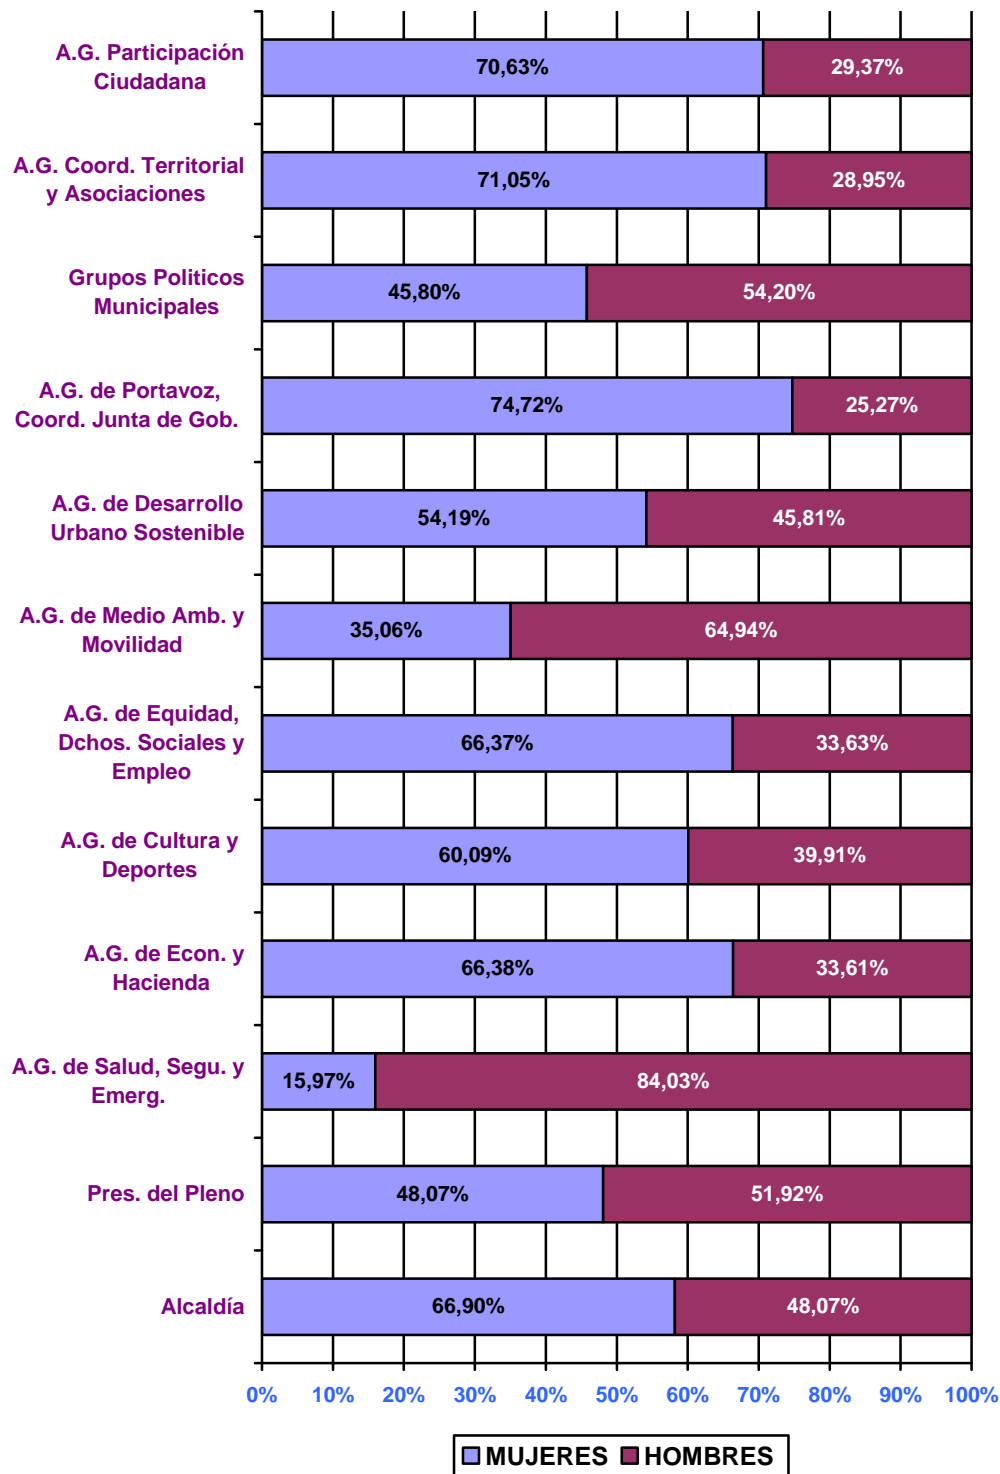 A.G. Participación
Ciudadana
70,63%
29,37%
A.G. Coord. Territorial
y Asociaciones
71,05%
28,95%
Grupos Politicos
Municipales
45,80%
54,20%
A.G. de Portavoz,
Coord. Junta de Gob.
74,72%
25,27%
A.G. de Desarrollo
Urbano Sostenible
54,19%
45,81%
A.G. de Medio Amb. y
Movilidad
35,06%
64,94%
A.G. de Equidad,
Dchos. Sociales y
Empleo
66,37%
33,63%
A.G. de Cultura y
Deportes
60,09%
39,91%
A.G. de Econ. y
Hacienda
66,38%
33,61%
A.G. de Salud, Segu. y
Emerg.
15,97%
84,03%
Pres. del Pleno
48,07%
51,92%
Alcaldía
66,90%
48,07%
0% 10% 20% 30% 40% 50% 60% 70% 80% 90% 100%
MUJERES HOMBRES